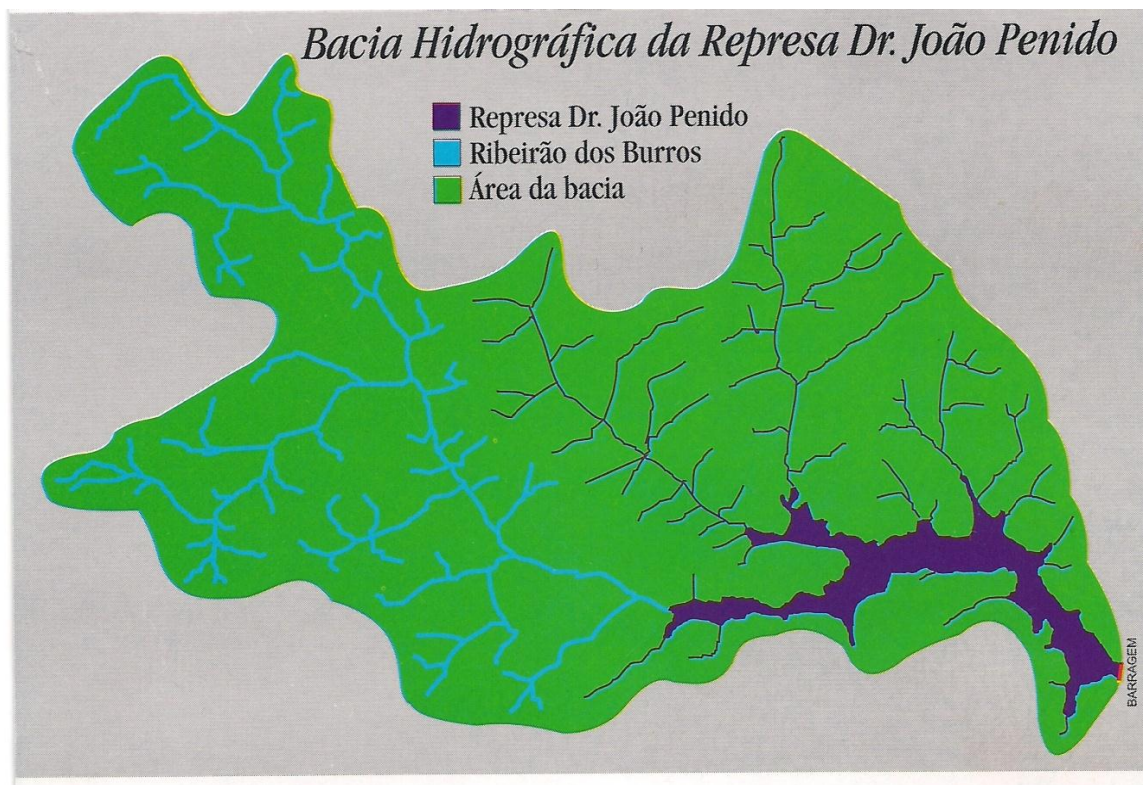 Bacia Hidrográfica da Represa Dr. João Penido
Represa Dr. João Penido
Ribeirão dos Burros
Área da bacia
BARRAGEM